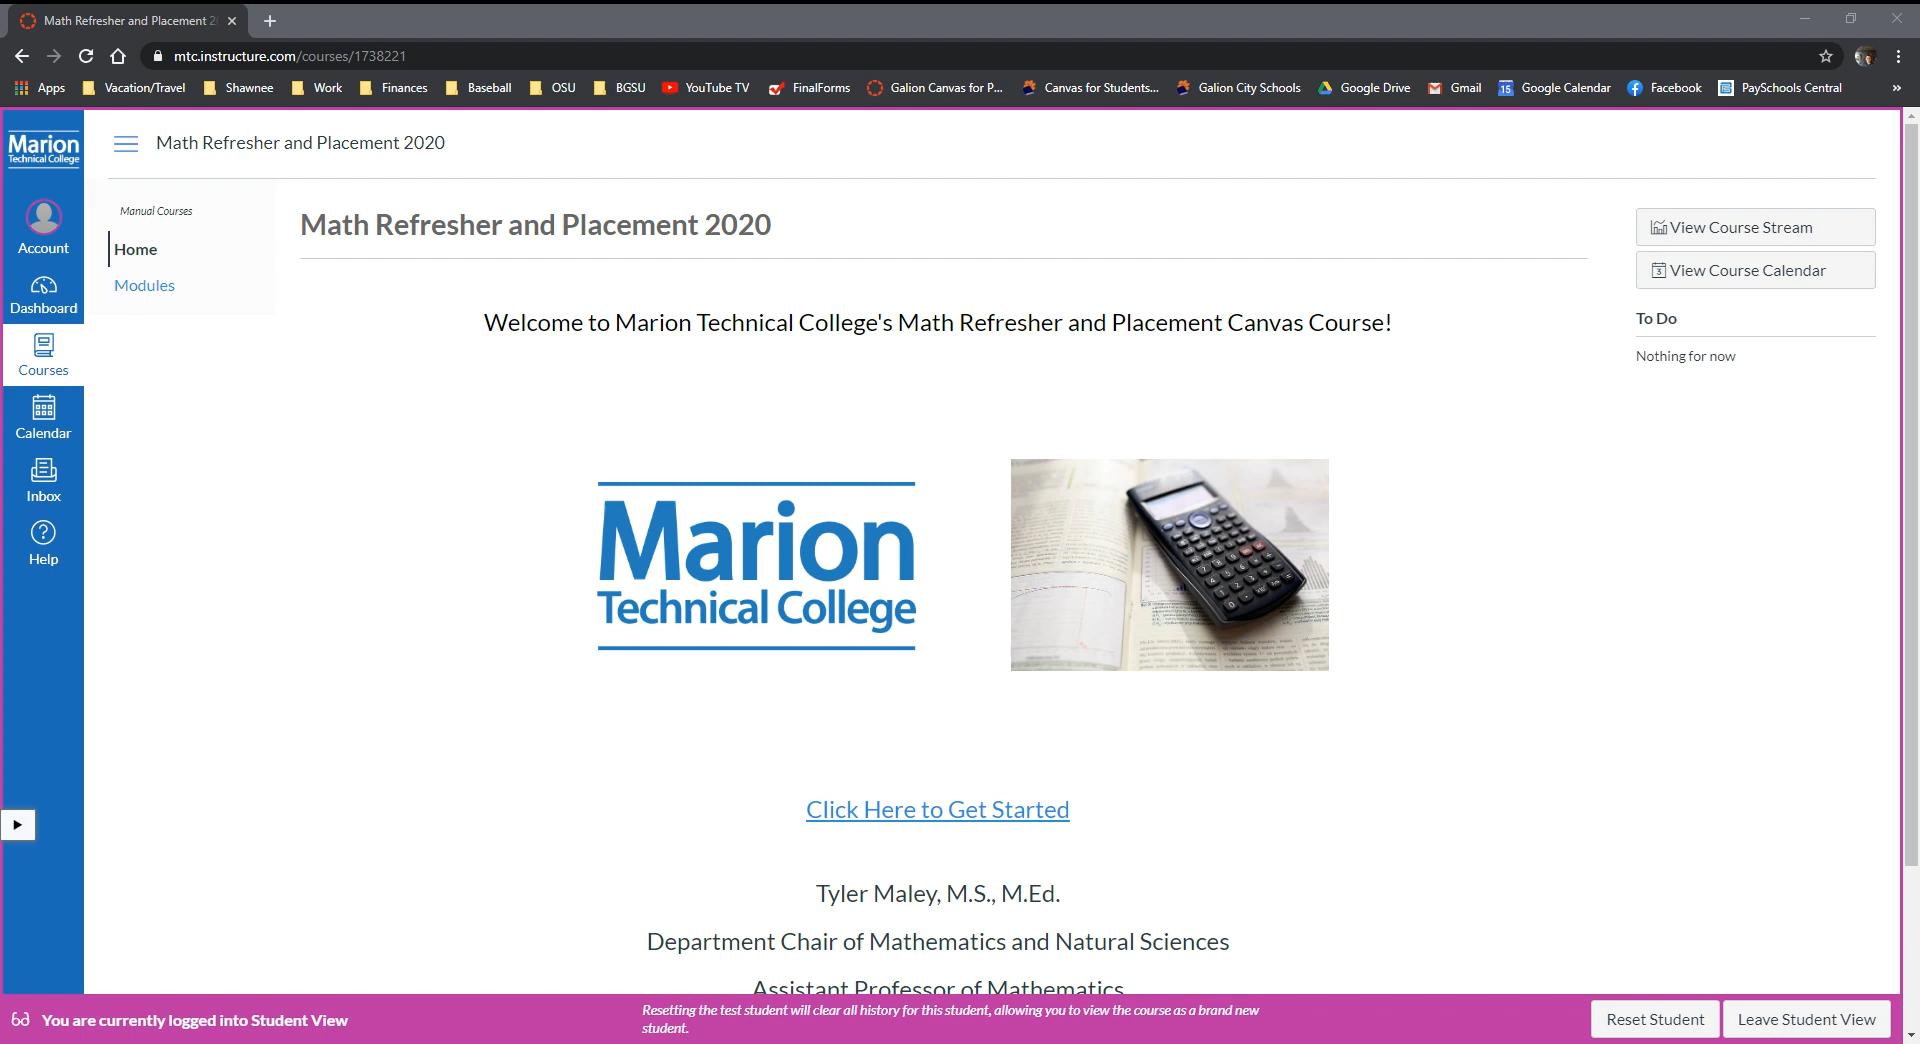 Math Refresher and Placement 2
mtc.instructure.com/courses/1738221
Apps Vacation/Travel Shawnee Work Finances Baseball OSU BGSU YouTube TV FinalForms Galion Canvas for P... Canvas for Students... Galion City Schools Google Drive Gmail 15 Google Calendar Facebook PaySchools Central »
Marion
Technical College
Account
Dashboard
Courses
Calendar
Inbox
Help
Math Refresher and Placement 2020
Manual Courses
Home
Modules
Math Refresher and Placement 2020
Welcome to Marion Technical College's Math Refresher and Placement Canvas Course!
Marion
Technical College
Click Here to Get Started
Tyler Maley, M.S., M.Ed.
Department Chair of Mathematics and Natural Sciences
Assistant Professor of Mathematics
View Course Stream
3 View Course Calendar
To Do
Nothing for now
You are currently logged into Student View
Resetting the test student will clear all history for this student, allowing you to view the course as a brand new
student.
Reset Student
Leave Student View